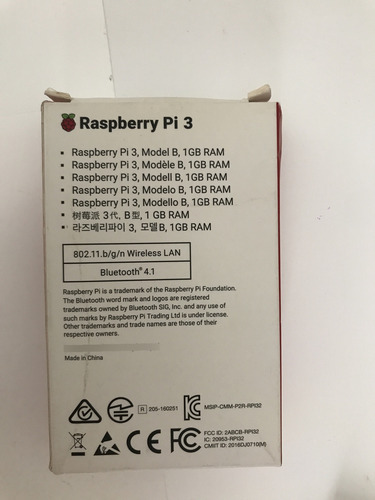 Raspberry Pi 3
• Raspberry Pi 3, Model B, 1GB RAM
• Raspberry Pi 3, Modèle B, 1GB RAM
• Raspberry Pi 3, Modell B, 1GB RAM
• Raspberry Pi 3, Modelo B, 1GB RAM
• Raspberry Pi 3, Modello B, 1GB RAM
• 树莓派 3代, B型, 1 GB RAM
• 라즈베리파이 3, 모델B, 1GB RAM
802.11.b/g/n Wireless LAN
Bluetooth® 4.1
Raspberry Pi is a trademark of the Raspberry Pi Foundation.
The Bluetooth word mark and logos are registered
trademarks owned by Bluetooth SIG, Inc. and any use of
such marks by Raspberry Pi Trading Ltd is under license.
Other trademarks and trade names are those of their
respective owners.
Made in China
R 205-160251
MSIP-CMM-P2R-RPI32
CE FC
FCC ID: 2ABCB-RPI32
IC: 20953-RPI32
CMIIT ID: 2016DJ0710(M)